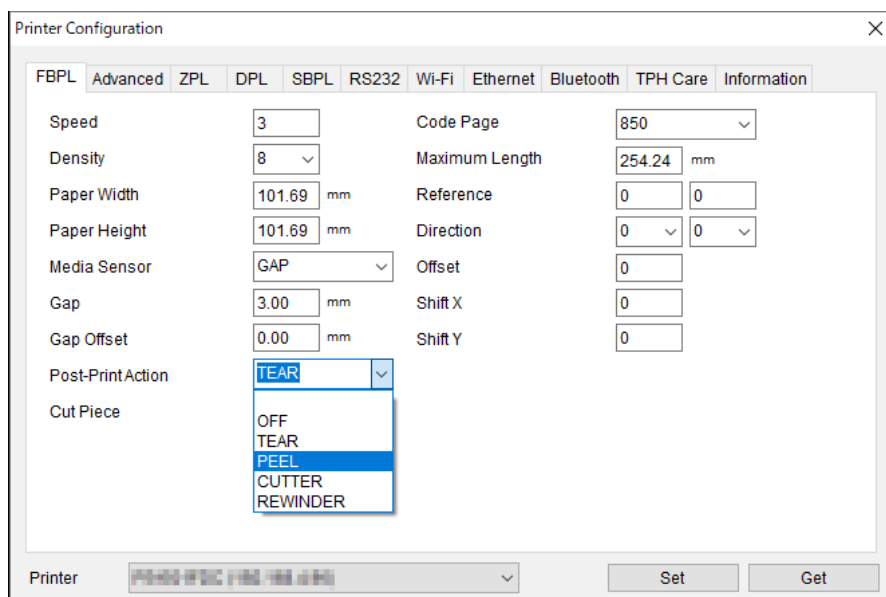 Printer Configuration
FBPL Advanced ZPL DPL SBPL RS232 Wi-Fi Ethernet Bluetooth TPH Care Information
Speed 3 Code Page 850
Density 8 Maximum Length 254.24 mm
Paper Width 101.69 mm Reference 0 0
Paper Height 101.69 mm Direction 0 0
Media Sensor GAP Offset 0
Gap 3.00 mm Shift X 0
Gap Offset 0.00 mm Shift Y 0
Post-Print Action TEAR
Cut Piece
OFF
TEAR
PEEL
CUTTER
REWINDER
Printer Set Get